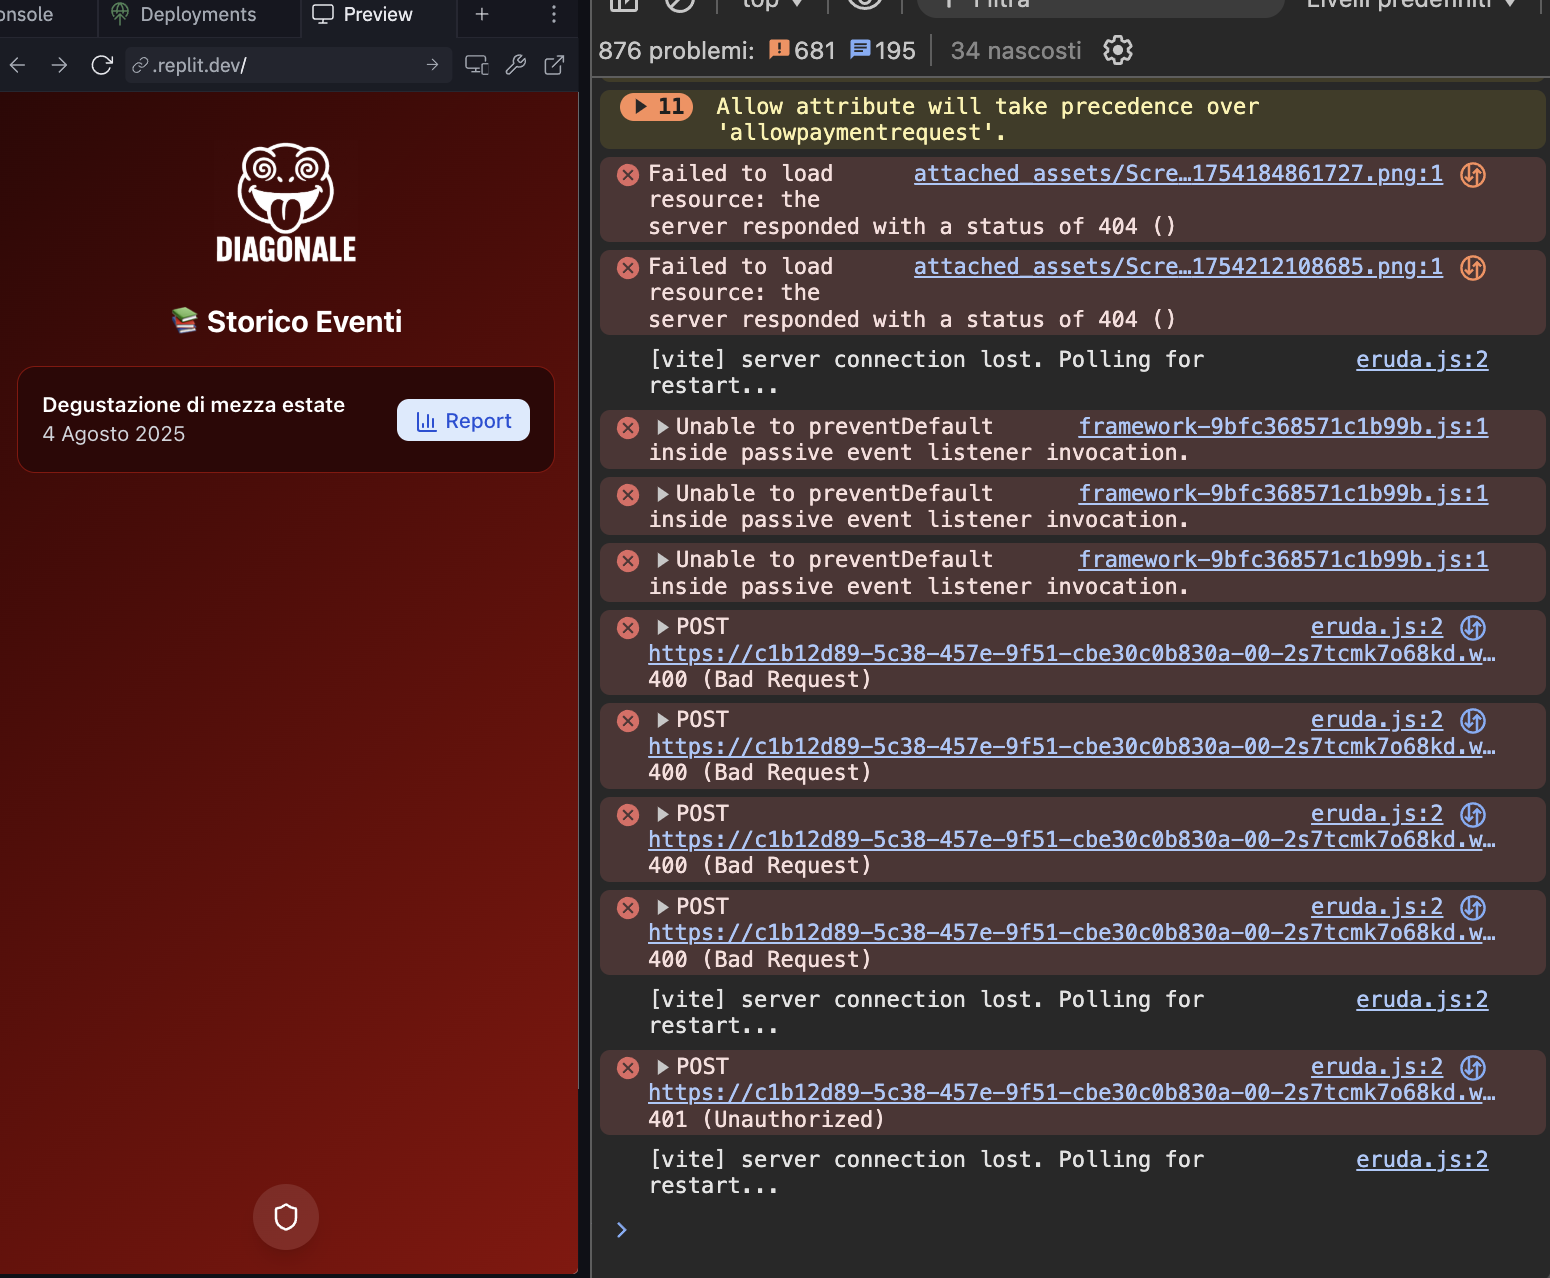 Deployments
Preview
.replit.dev/
DIAGONALE
📚 Storico Eventi
Degustazione di mezza estate
4 Agosto 2025
Report
top
Filtra
Livelli predefiniti
876 problemi: 681 195 34 nascosti
11 Allow attribute will take precedence over
'allowpaymentrequest'.
Failed to load attached_assets/Scre…1754184861727.png:1
resource: the
server responded with a status of 404 ()
Failed to load attached_assets/Scre…1754212108685.png:1
resource: the
server responded with a status of 404 ()
[vite] server connection lost. Polling for eruda.js:2
restart...
Unable to preventDefault framework-9bfc368571c1b99b.js:1
inside passive event listener invocation.
Unable to preventDefault framework-9bfc368571c1b99b.js:1
inside passive event listener invocation.
Unable to preventDefault framework-9bfc368571c1b99b.js:1
inside passive event listener invocation.
POST eruda.js:2
https://c1b12d89-5c38-457e-9f51-cbe30c0b830a-00-2s7tcmk7o68kd.w…
400 (Bad Request)
POST eruda.js:2
https://c1b12d89-5c38-457e-9f51-cbe30c0b830a-00-2s7tcmk7o68kd.w…
400 (Bad Request)
POST eruda.js:2
https://c1b12d89-5c38-457e-9f51-cbe30c0b830a-00-2s7tcmk7o68kd.w…
400 (Bad Request)
POST eruda.js:2
https://c1b12d89-5c38-457e-9f51-cbe30c0b830a-00-2s7tcmk7o68kd.w…
400 (Bad Request)
[vite] server connection lost. Polling for eruda.js:2
restart...
POST eruda.js:2
https://c1b12d89-5c38-457e-9f51-cbe30c0b830a-00-2s7tcmk7o68kd.w…
401 (Unauthorized)
[vite] server connection lost. Polling for eruda.js:2
restart...